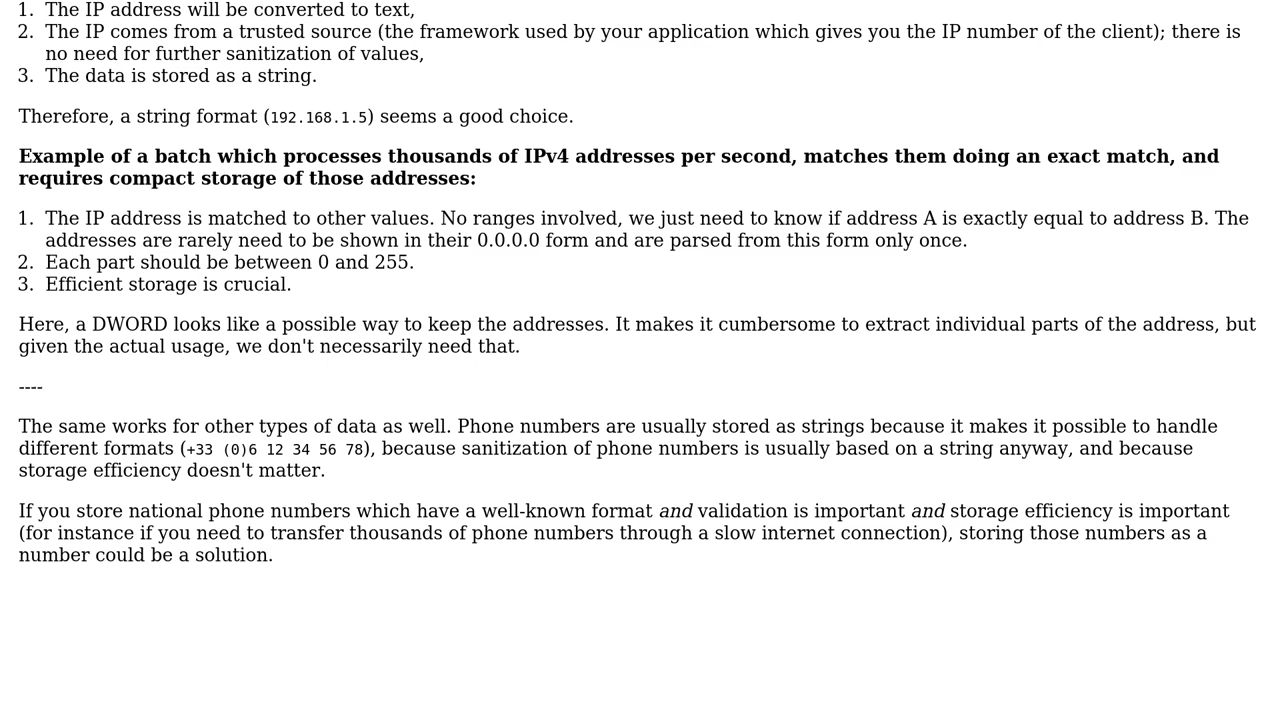 1. The IP address will be converted to text,
2. The IP comes from a trusted source (the framework used by your application which gives you the IP number of the client); there is
no need for further sanitization of values,
3. The data is stored as a string.
Therefore, a string format (192.168.1.5) seems a good choice.
Example of a batch which processes thousands of IPv4 addresses per second, matches them doing an exact match, and
requires compact storage of those addresses:
1. The IP address is matched to other values. No ranges involved, we just need to know if address A is exactly equal to address B. The
addresses are rarely need to be shown in their 0.0.0.0 form and are parsed from this form only once.
2. Each part should be between 0 and 255.
3. Efficient storage is crucial.
Here, a DWORD looks like a possible way to keep the addresses. It makes it cumbersome to extract individual parts of the address, but
given the actual usage, we don't necessarily need that.
----
The same works for other types of data as well. Phone numbers are usually stored as strings because it makes it possible to handle
different formats (+33 (0)6 12 34 56 78), because sanitization of phone numbers is usually based on a string anyway, and because
storage efficiency doesn't matter.
If you store national phone numbers which have a well-known format and validation is important and storage efficiency is important
(for instance if you need to transfer thousands of phone numbers through a slow internet connection), storing those numbers as a
number could be a solution.